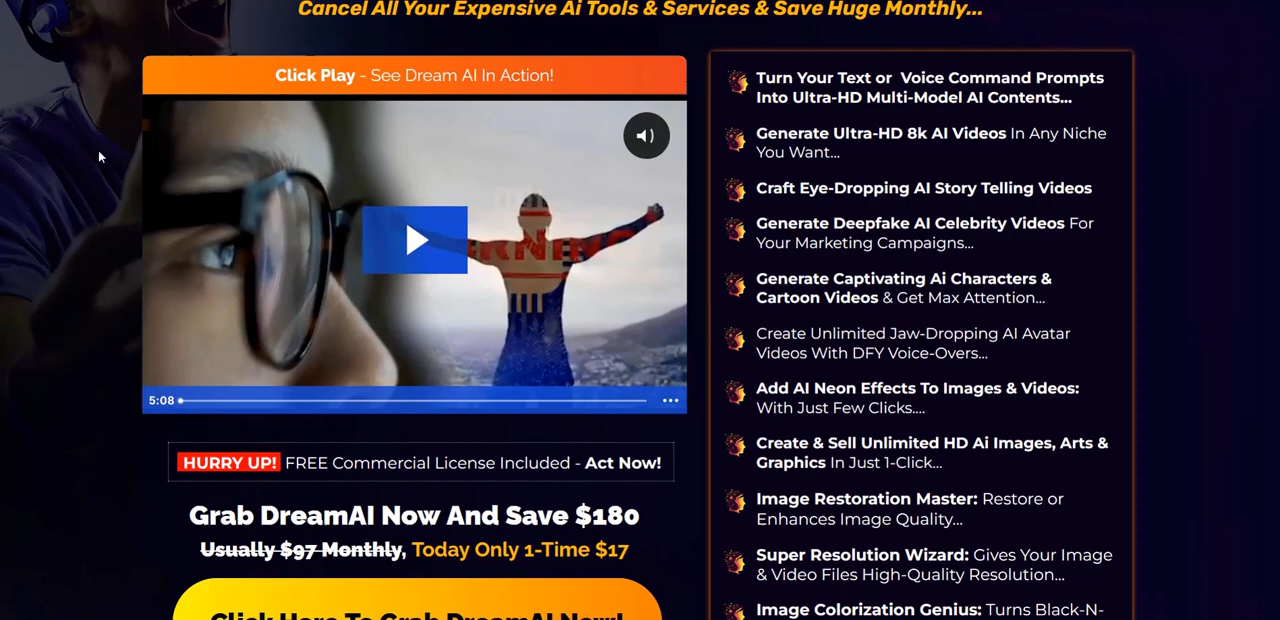 Cancel All Your Expensive Ai Tools & Services & Save Huge Monthly...
Click Play - See Dream AI In Action!
5:08
HURRY UP! FREE Commercial License Included - Act Now!
Grab DreamAI Now And Save $180
Usually $97 Monthly, Today Only 1-Time $17
Click Here To Grab DreamAI Now!
Turn Your Text or Voice Command Prompts
Into Ultra-HD Multi-Model AI Contents...
Generate Ultra-HD 8k AI Videos In Any Niche
You Want...
Craft Eye-Dropping AI Story Telling Videos
Generate Deepfake AI Celebrity Videos For
Your Marketing Campaigns...
Generate Captivating Ai Characters &
Cartoon Videos & Get Max Attention...
Create Unlimited Jaw-Dropping AI Avatar
Videos With DFY Voice-Overs...
Add AI Neon Effects To Images & Videos:
With Just Few Clicks....
Create & Sell Unlimited HD Ai Images, Arts &
Graphics In Just 1-Click...
Image Restoration Master: Restore or
Enhances Image Quality...
Super Resolution Wizard: Gives Your Image
& Video Files High-Quality Resolution...
Image Colorization Genius: Turns Black-N-